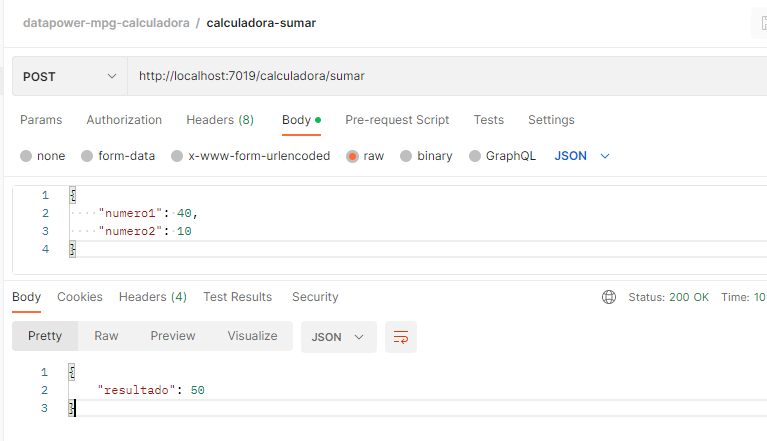 datapower-mpg-calculadora / calculadora-sumar
POST http://localhost:7019/calculadora/sumar
Params Authorization Headers (8) Body Pre-request Script Tests Settings
none form-data x-www-form-urlencoded raw binary GraphQL JSON
1 {
2 "numero1": 40,
3 "numero2": 10
4 }
Body Cookies Headers (4) Test Results Security Status: 200 OK Time: 10
Pretty Raw Preview Visualize JSON
1 {
2 "resultado": 50
3 }